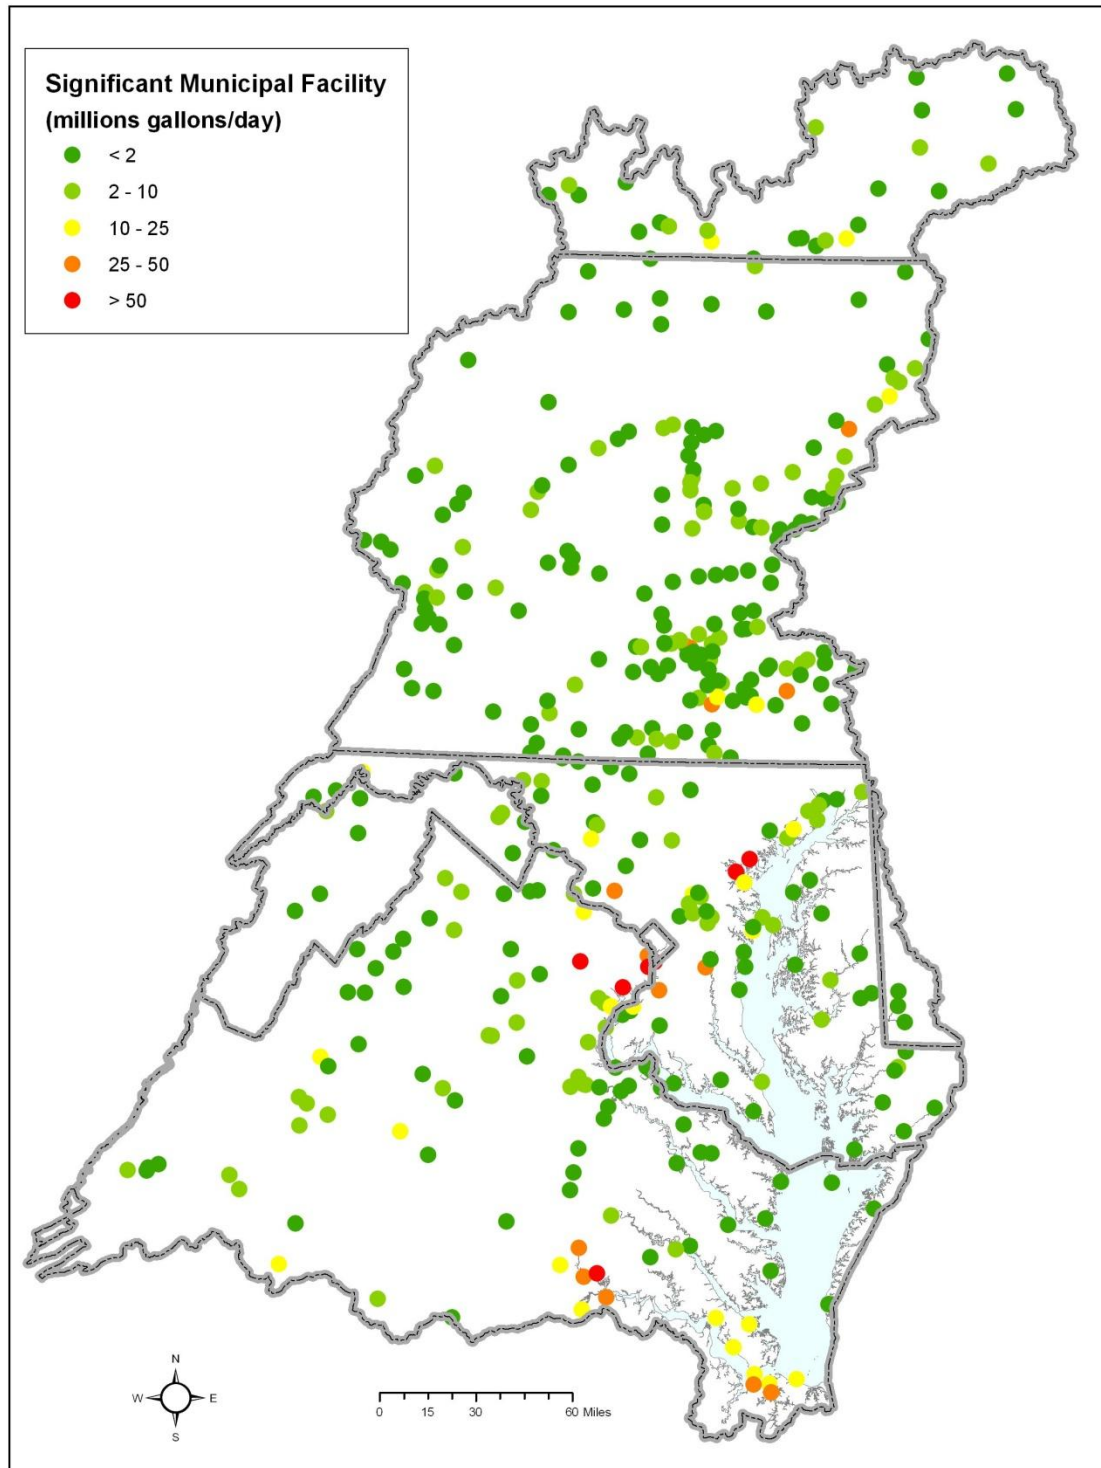 Significant Municipal Facility
(millions gallons/day)
< 2
2 - 10
10 - 25
25 - 50
> 50
N
W E
S
0 15 30 60 Miles